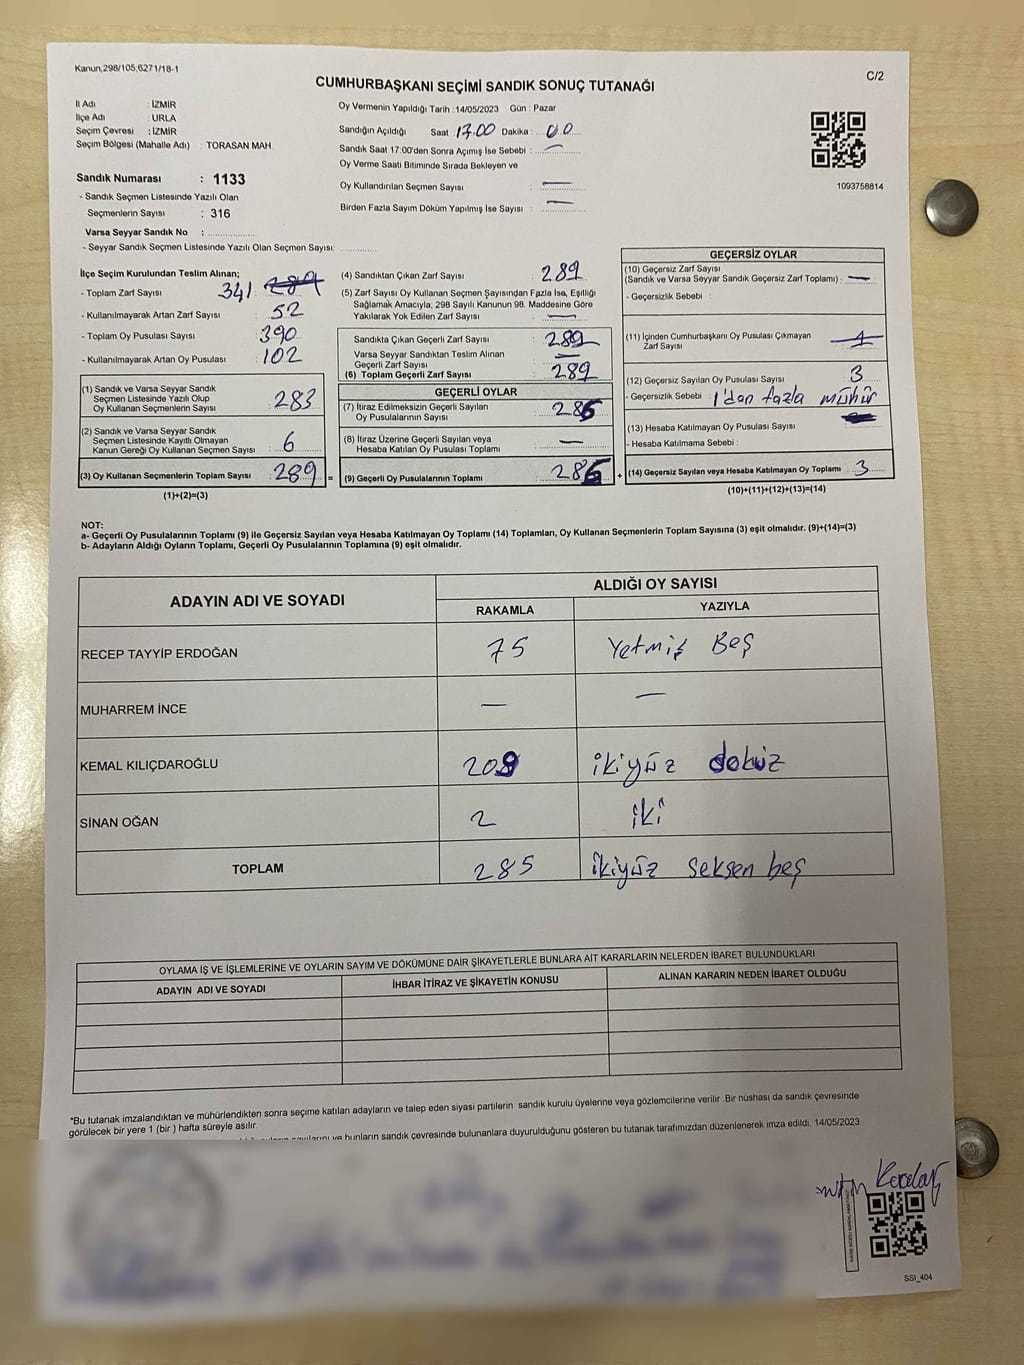 Kanun;298/105;6271/18-1
C/2
CUMHURBAŞKANI SEÇİMİ SANDIK SONUÇ TUTANAĞI
İl Adı : İZMİR
İlçe Adı : URLA
Seçim Çevresi : İZMİR
Seçim Bölgesi (Mahalle Adı) : TORASAN MAH
Sandık Numarası : 1133
- Sandık Seçmen Listesinde Yazılı Olan
Seçmenlerin Sayısı : 316
Varsa Seyyar Sandık No : ................
- Seyyar Sandık Seçmen Listesinde Yazılı Olan Seçmen Sayısı: ............
Oy Vermenin Yapıldığı Tarih : 14/05/2023 Gün : Pazar
Sandığın Açıldığı Saat 17.00 Dakika : 00
Sandık Saat 17:00'den Sonra Açımış İse Sebebi : —
Oy Verme Saati Bitiminde Sırada Bekleyen ve
Oy Kullandırılan Seçmen Sayısı : —
Birden Fazla Sayım Döküm Yapılmış İse Sayısı : —
1093758814
İlçe Seçim Kurulundan Teslim Alınan;
- Toplam Zarf Sayısı : 341
- Kullanılmayarak Artan Zarf Sayısı : 52
- Toplam Oy Pusulası Sayısı : 390
- Kullanılmayarak Artan Oy Pusulası : 102
(1) Sandık ve Varsa Seyyar Sandık
Seçmen Listesinde Yazılı Olup
Oy Kullanan Seçmenlerin Sayısı : 283
(2) Sandık ve Varsa Seyyar Sandık
Seçmen Listesinde Kayıtlı Olmayan
Kanun Gereği Oy Kullanan Seçmen Sayısı : 6
(3) Oy Kullanan Seçmenlerin Toplam Sayısı : 289 =
(1)+(2)=(3)
(4) Sandıktan Çıkan Zarf Sayısı : 289
(5) Zarf Sayısı Oy Kullanan Seçmen Sayısından Fazla İse, Eşitliği
Sağlamak Amacıyla; 298 Sayılı Kanunun 98. Maddesine Göre
Yakılarak Yok Edilen Zarf Sayısı : —
Sandıkta Çıkan Geçerli Zarf Sayısı : 289
Varsa Seyyar Sandıktan Teslim Alınan
Geçerli Zarf Sayısı : —
(6) Toplam Geçerli Zarf Sayısı : 289
GEÇERLİ OYLAR
(7) İtiraz Edilmeksizin Geçerli Sayılan
Oy Pusulalarının Sayısı : 286
(8) İtiraz Üzerine Geçerli Sayılan veya
Hesaba Katılan Oy Pusulası Toplamı : —
(9) Geçerli Oy Pusulalarının Toplamı : 286 +
GEÇERSİZ OYLAR
(10) Geçersiz Zarf Sayısı
(Sandık ve Varsa Seyyar Sandık Geçersiz Zarf Toplamı) : —
- Geçersizlik Sebebi :
(11) İçinden Cumhurbaşkanı Oy Pusulası Çıkmayan
Zarf Sayısı
(12) Geçersiz Sayılan Oy Pusulası Sayısı : 3
- Geçersizlik Sebebi : 1'dan fazla mühür
(13) Hesaba Katılmayan Oy Pusulası Sayısı :
- Hesaba Katılmama Sebebi :
(14) Geçersiz Sayılan veya Hesaba Katılmayan Oy Toplamı : 3
(10)+(11)+(12)+(13)=(14)
NOT:
a- Geçerli Oy Pusulalarının Toplamı (9) ile Geçersiz Sayılan veya Hesaba Katılmayan Oy Toplamı (14) Toplamları, Oy Kullanan Seçmenlerin Toplam Sayısına (3) eşit olmalıdır. (9)+(14)=(3)
b- Adayların Aldığı Oyların Toplamı, Geçerli Oy Pusulalarının Toplamına (9) eşit olmalıdır.
ADAYIN ADI VE SOYADI
ALDIĞI OY SAYISI
RAKAMLA YAZIYLA
RECEP TAYYİP ERDOĞAN 75 Yetmiş Beş
MUHARREM İNCE — —
KEMAL KILIÇDAROĞLU 209 ikiyüz dokuz
SİNAN OĞAN 2 iki
TOPLAM 285 ikiyüz seksen beş
OYLAMA İŞ VE İŞLEMLERİNE VE OYLARIN SAYIM VE DÖKÜMÜNE DAİR ŞİKAYETLERLE BUNLARA AİT KARARLARIN NELERDEN İBARET BULUNDUKLARI
ADAYIN ADI VE SOYADI İHBAR İTİRAZ VE ŞİKAYETİN KONUSU ALINAN KARARIN NEDEN İBARET OLDUĞU
*Bu tutanak imzalandıktan ve mühürlendikten sonra seçime katılan adayların ve talep eden siyasi partilerin sandık kurulu üyelerine veya gözlemcilerine verilir. Bir nüshası da sandık çevresinde
görülecek bir yere 1 (bir) hafta süreyle asılır.
ve bunların sandık çevresinde bulunanlara duyurulduğunu gösteren bu tutanak tarafımızdan düzenlenerek imza edildi. 14/05/2023
SSI_404